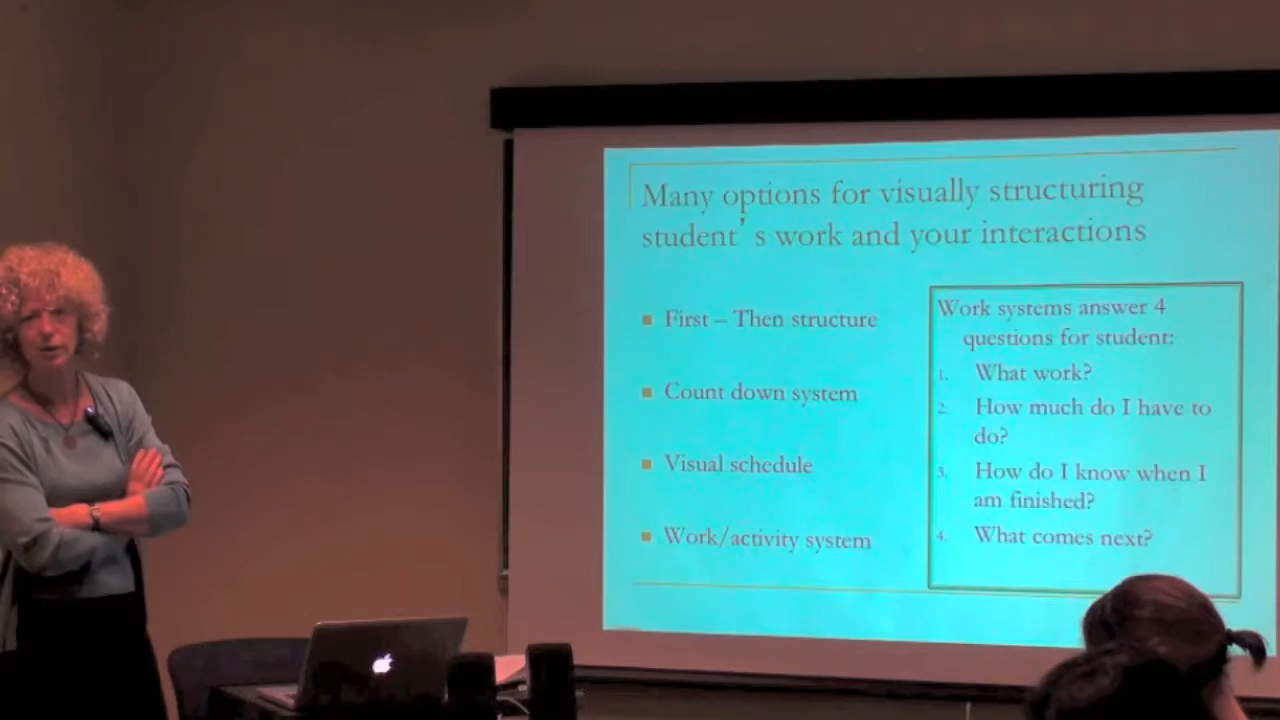 Many options for visually structuring
student's work and your interactions
First – Then structure
Count down system
Visual schedule
Work/activity system
Work systems answer 4
questions for student:
1. What work?
2. How much do I have to
do?
3. How do I know when I
am finished?
4. What comes next?